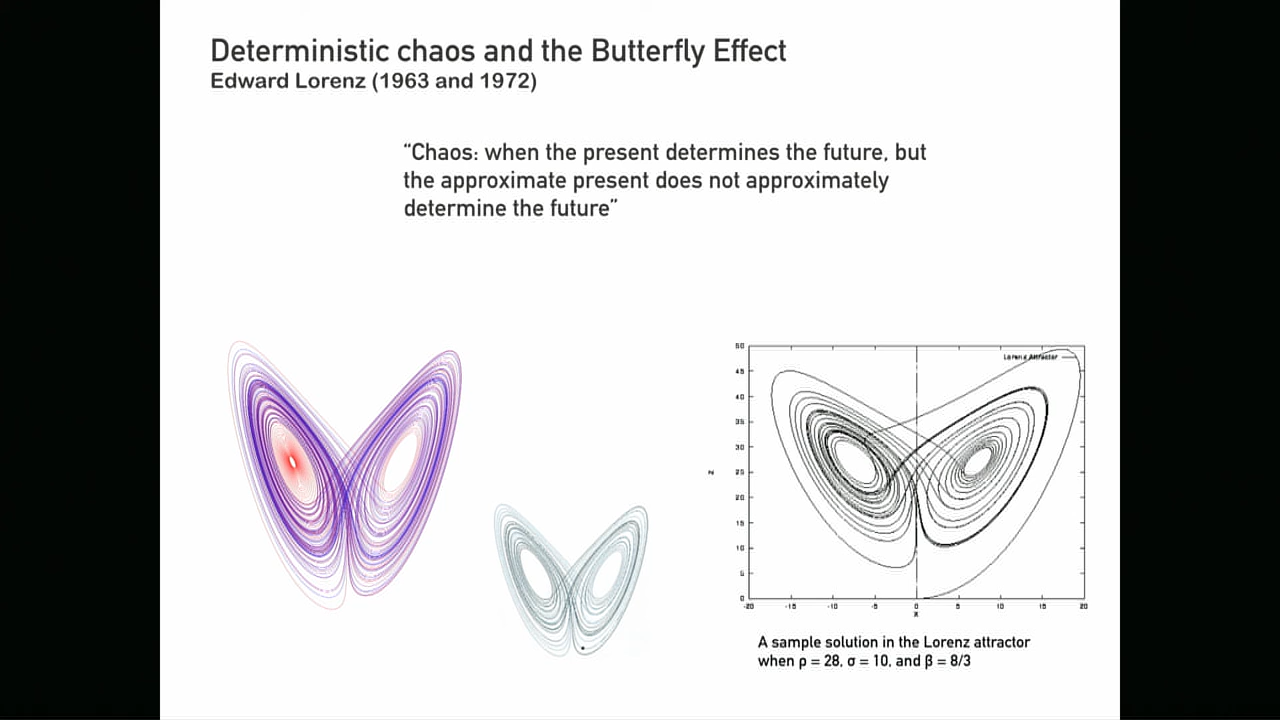 Deterministic chaos and the Butterfly Effect
Edward Lorenz (1963 and 1972)
“Chaos: when the present determines the future, but
the approximate present does not approximately
determine the future”
Lorenz Attractor
50
45
40
35
30
25
20
15
10
5
0
Z
-20 -15 -10 -5 0 5 10 15 20
X
A sample solution in the Lorenz attractor
when ρ = 28, σ = 10, and β = 8/3